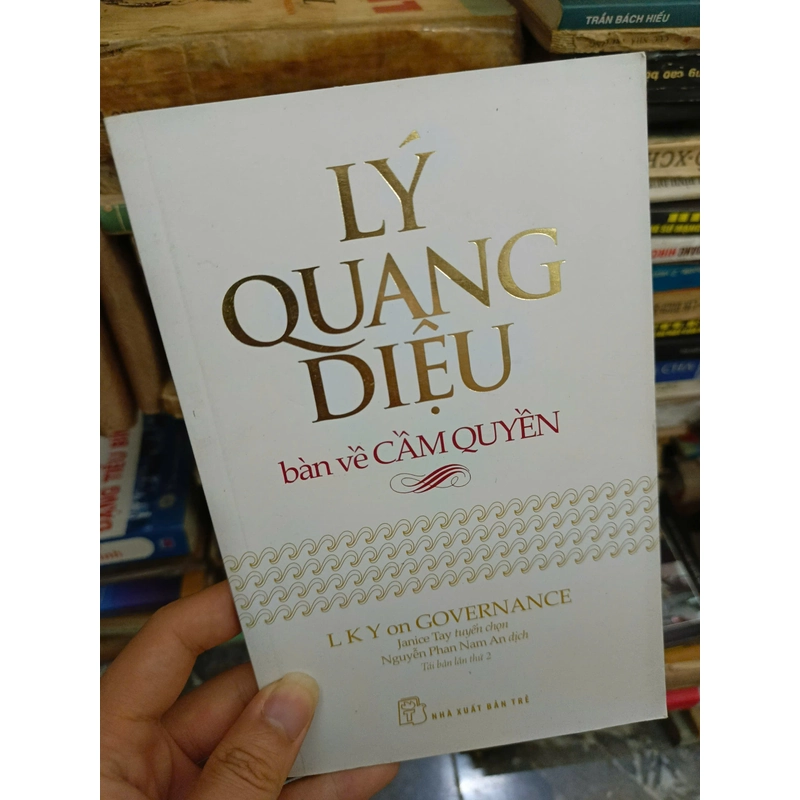 TRẦN BÁCH HIẾU
LÝ
QUANG
DIỆU
bàn về CẦM QUYỀN
L K Y on GOVERNANCE
Janice Tay tuyển chọn
Nguyễn Phan Nam An dịch
Tái bản lần thứ 2
NHÀ XUẤT BẢN TRẺ